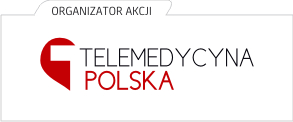 ORGANIZATOR AKCJI
TELEMEDYCYNA
POLSKA